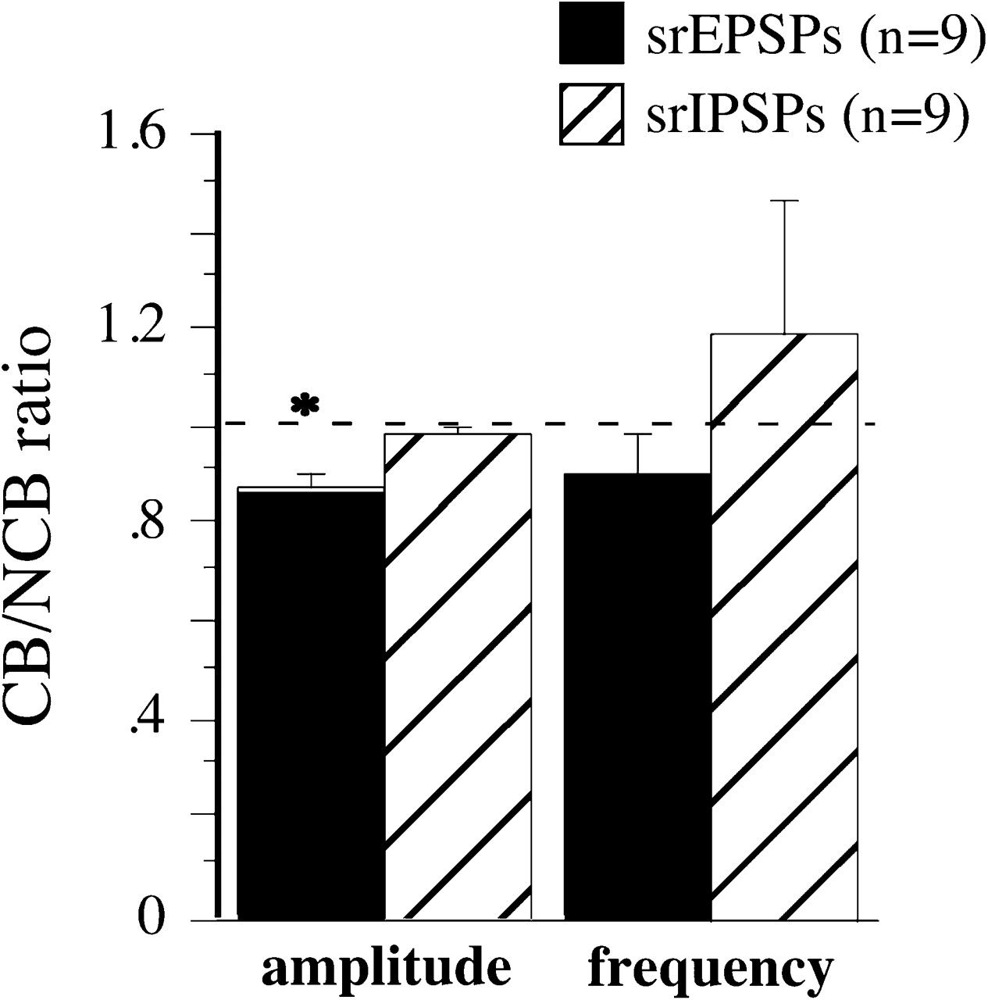 srEPSPs (n=9)
srIPSPs (n=9)
1.6
1.2
.8
.4
0
CB/NCB ratio
*
amplitude
frequency